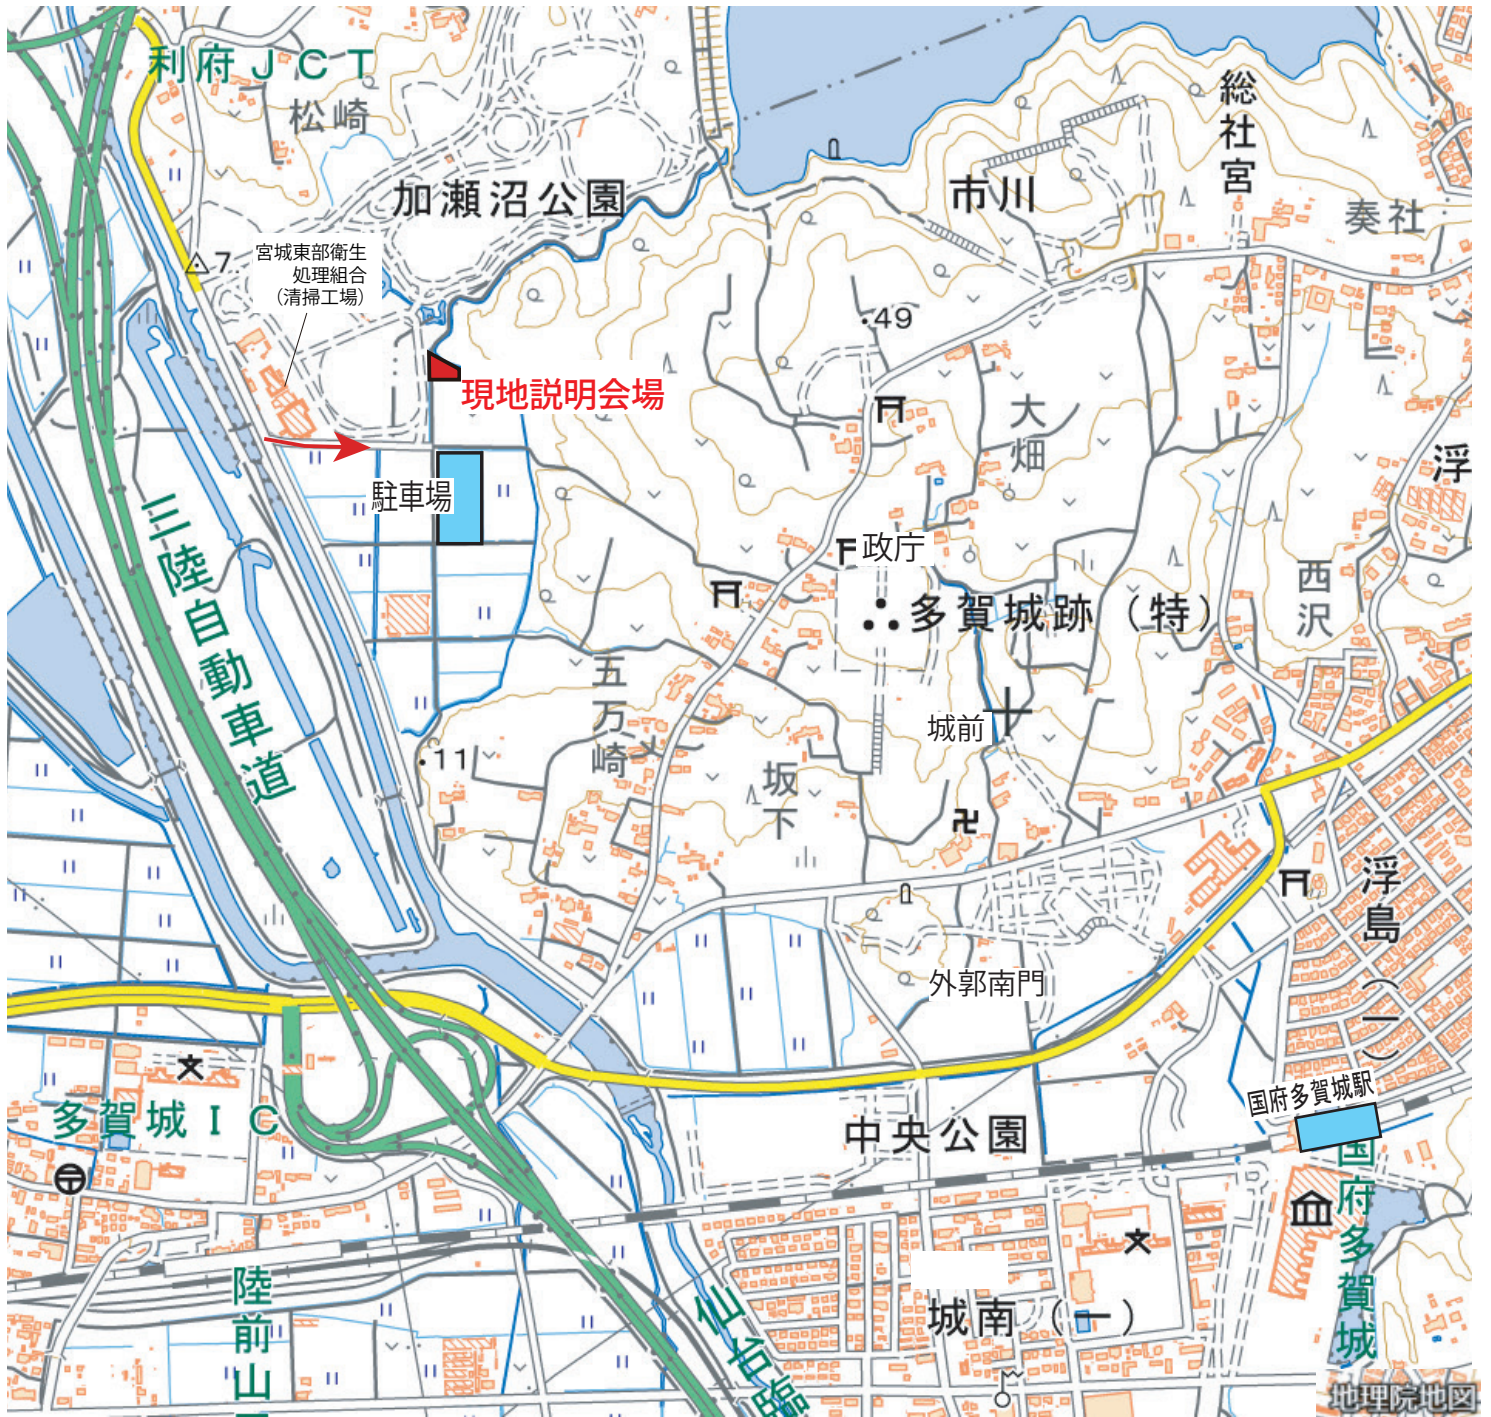 利府JCT
松崎
加瀬沼公園
市川
総社宮
奏社
7
宮城東部衛生
処理組合
（清掃工場）
49
現地説明会場
大畑
浮
駐車場
三陸自動車道
政庁
多賀城跡（特）
西沢
五万崎
城前
11
坂下
浮島（一）
外郭南門
多賀城IC
中央公園
国府多賀城駅
国府多賀城
陸前山
仙台臨
城南（一）
地理院地図